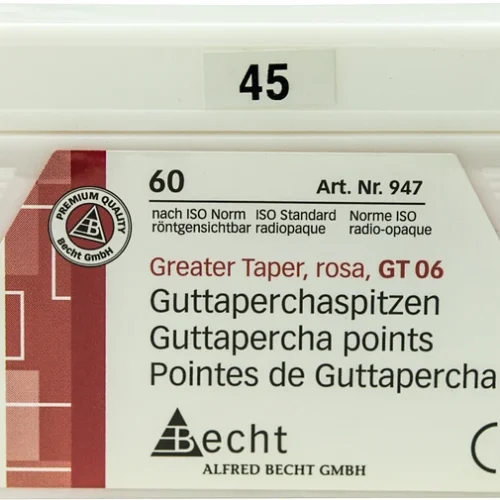 45
60 Art. Nr. 947
nach ISO Norm ISO Standard Norme ISO
röntgensichtbar radiopaque radio-opaque
PREMIUM QUALITY
Becht GmbH
Greater Taper, rosa, GT 06
Guttaperchaspitzen
Guttapercha points
Pointes de Guttapercha
Becht
ALFRED BECHT GMBH